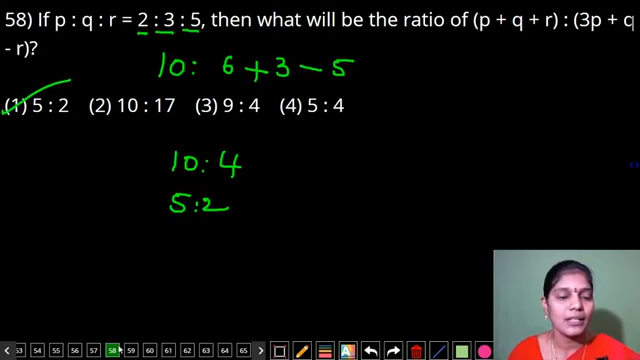 58) If p : q : r = 2 : 3 : 5, then what will be the ratio of (p + q + r) : (3p + q
- r)?
10 : 6 + 3 - 5
(1) 5 : 2 (2) 10 : 17 (3) 9 : 4 (4) 5 : 4
10 : 4
5 : 2
53 54 55 56 57 58 59 60 61 62 63 64 65